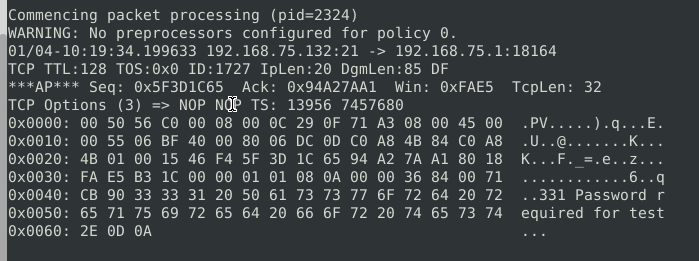 Commencing packet processing (pid=2324)
WARNING: No preprocessors configured for policy 0.
01/04-10:19:34.199633 192.168.75.132:21 -> 192.168.75.1:18164
TCP TTL:128 TOS:0x0 ID:1727 IpLen:20 DgmLen:85 DF
***AP*** Seq: 0x5F3D1C65  Ack: 0x94A27AA1  Win: 0xFAE5  TcpLen: 32
TCP Options (3) => NOP NOP TS: 13956 7457680
0x0000: 00 50 56 C0 00 08 00 0C 29 0F 71 A3 08 00 45 00  .PV.....).q...E.
0x0010: 00 55 06 BF 40 00 80 06 DC 0D C0 A8 4B 84 C0 A8  .U..@.......K...
0x0020: 4B 01 00 15 46 F4 5F 3D 1C 65 94 A2 7A A1 80 18  K...F._=.e..z...
0x0030: FA E5 B3 1C 00 00 01 01 08 0A 00 00 36 84 00 71  ............6..q
0x0040: CB 90 33 33 31 20 50 61 73 73 77 6F 72 64 20 72  ..331 Password r
0x0050: 65 71 75 69 72 65 64 20 66 6F 72 20 74 65 73 74  equired for test
0x0060: 2E 0D 0A                                         ...